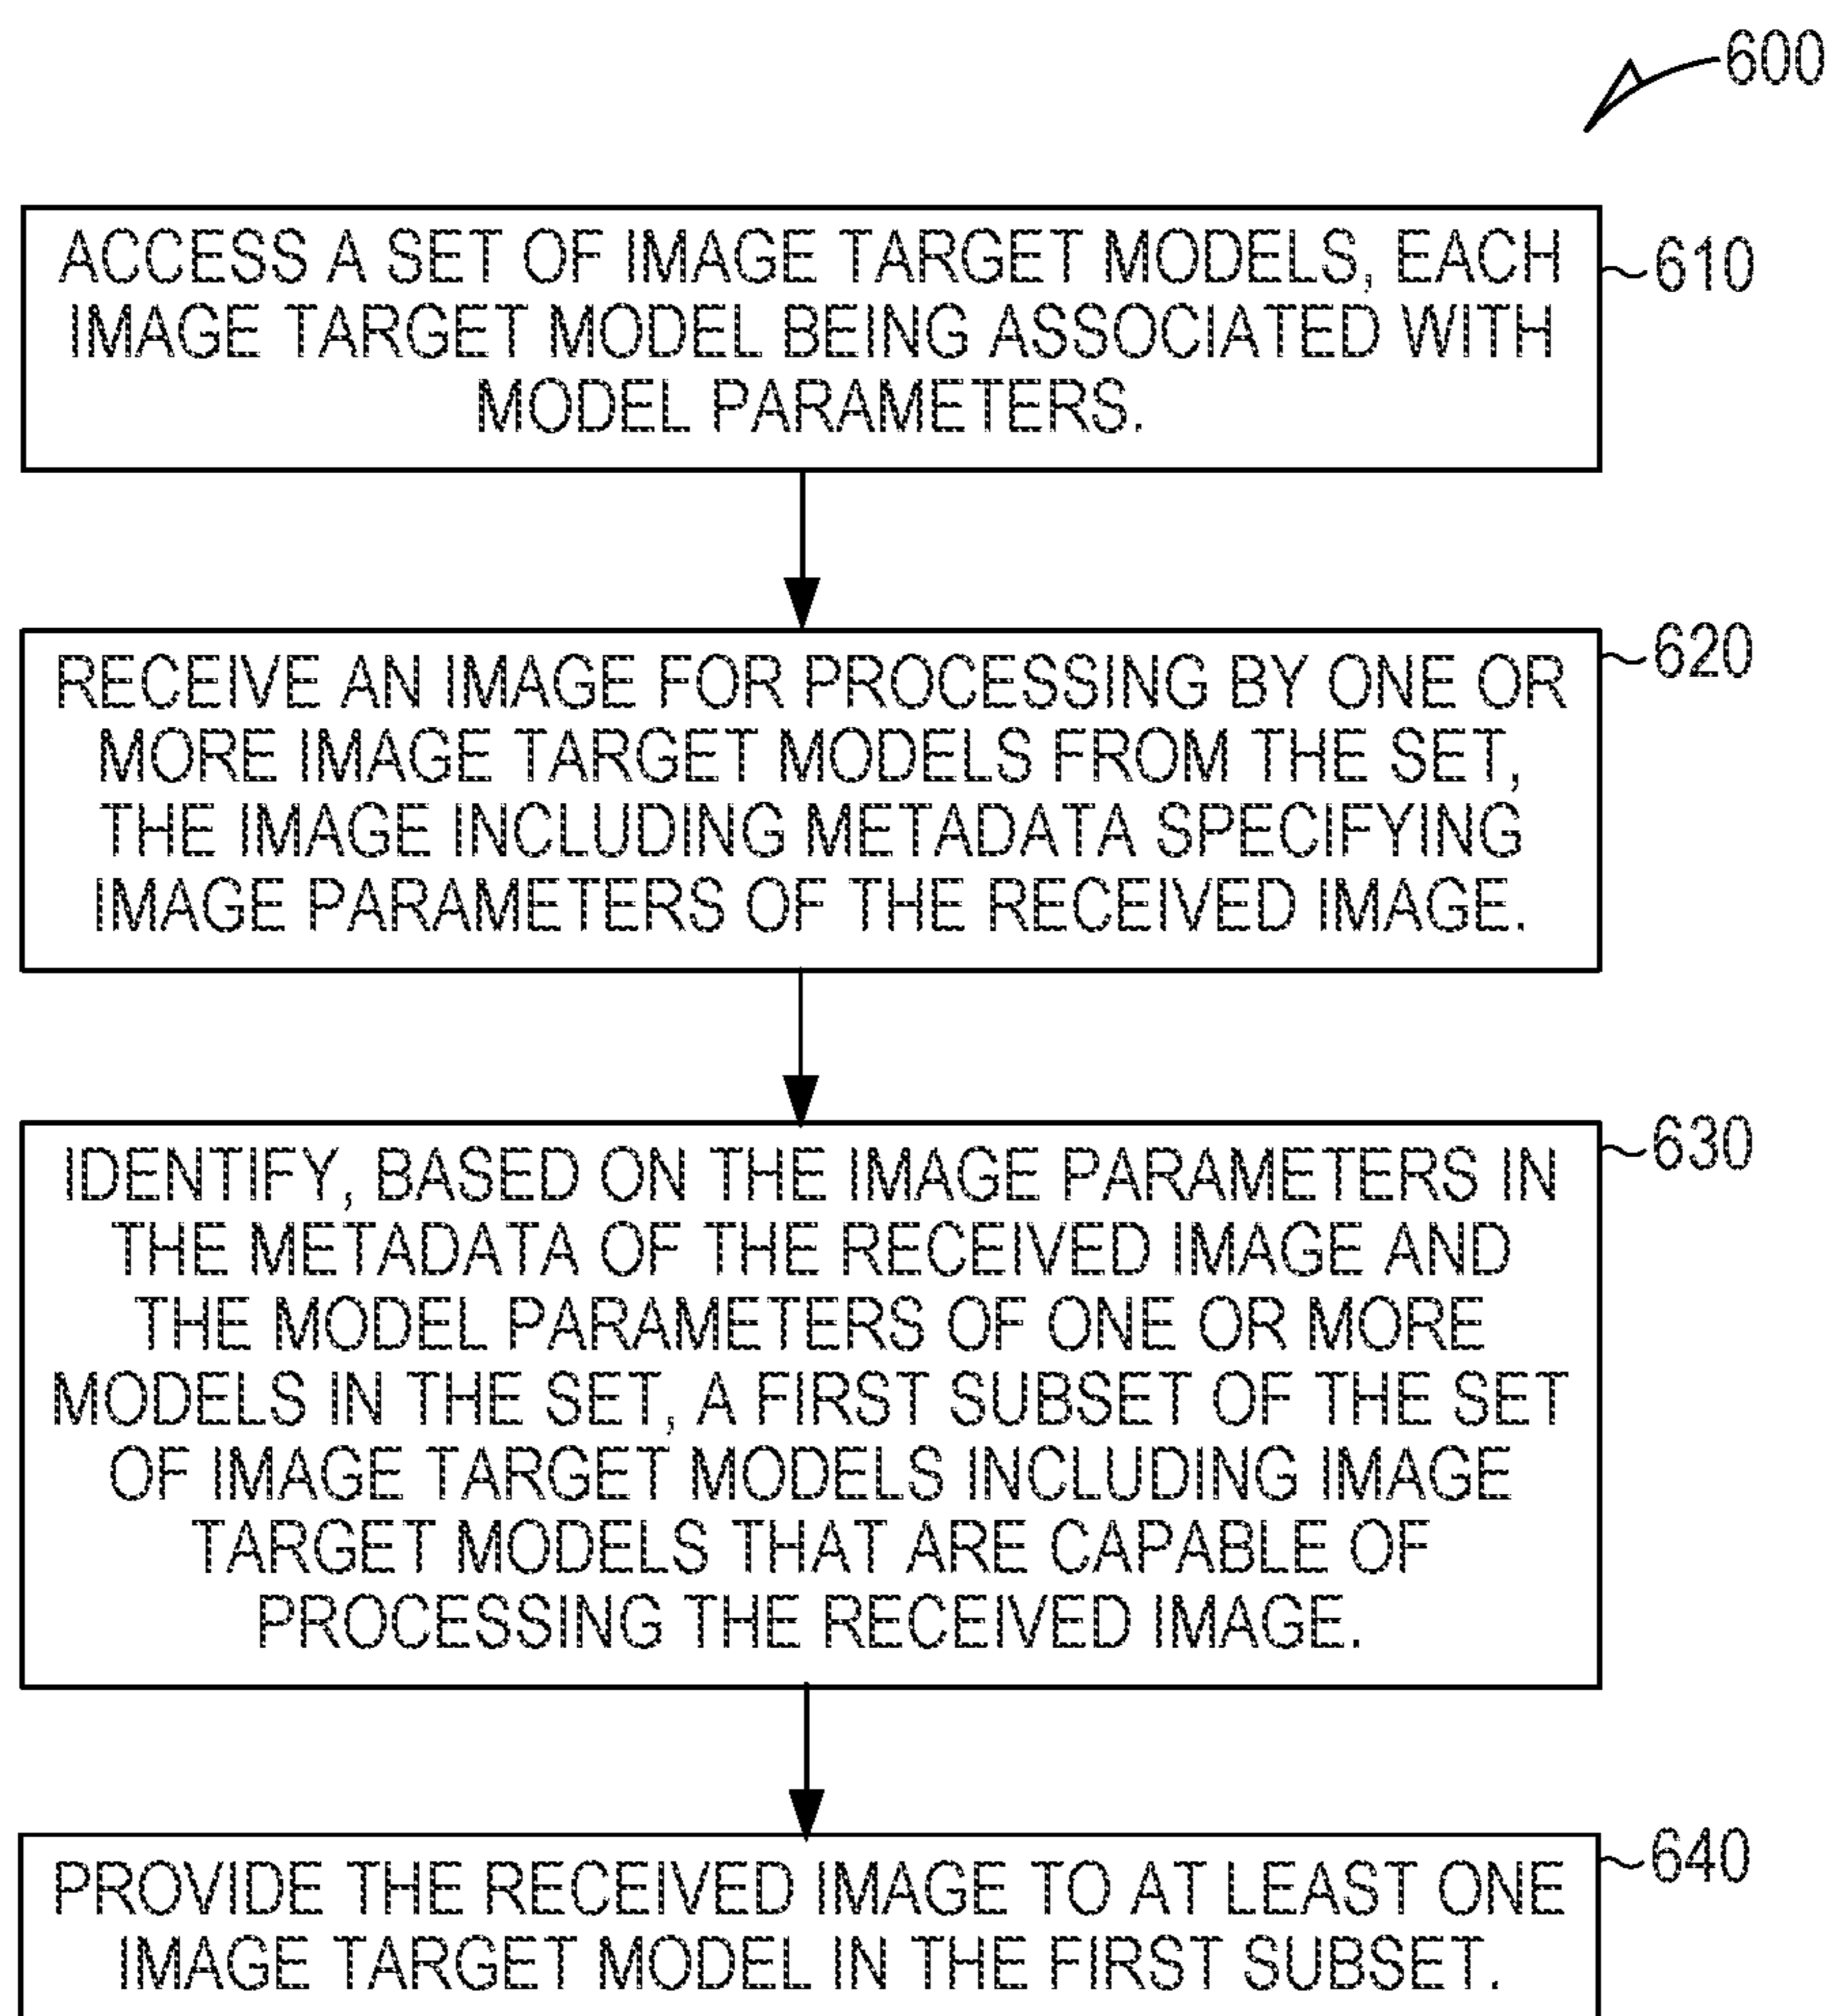 600
ACCESS A SET OF IMAGE TARGET MODELS, EACH
IMAGE TARGET MODEL BEING ASSOCIATED WITH
MODEL PARAMETERS.
610
RECEIVE AN IMAGE FOR PROCESSING BY ONE OR
MORE IMAGE TARGET MODELS FROM THE SET,
THE IMAGE INCLUDING METADATA SPECIFYING
IMAGE PARAMETERS OF THE RECEIVED IMAGE.
620
IDENTIFY, BASED ON THE IMAGE PARAMETERS IN
THE METADATA OF THE RECEIVED IMAGE AND
THE MODEL PARAMETERS OF ONE OR MORE
MODELS IN THE SET, A FIRST SUBSET OF THE SET
OF IMAGE TARGET MODELS INCLUDING IMAGE
TARGET MODELS THAT ARE CAPABLE OF
PROCESSING THE RECEIVED IMAGE.
630
PROVIDE THE RECEIVED IMAGE TO AT LEAST ONE
IMAGE TARGET MODEL IN THE FIRST SUBSET.
640